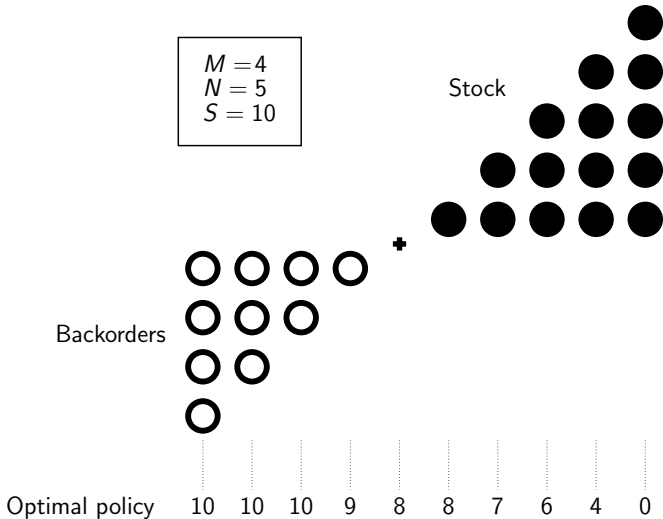 M = 4
N = 5
S = 10
Stock
Backorders
Optimal policy 10 10 10 9 8 8 7 6 4 0